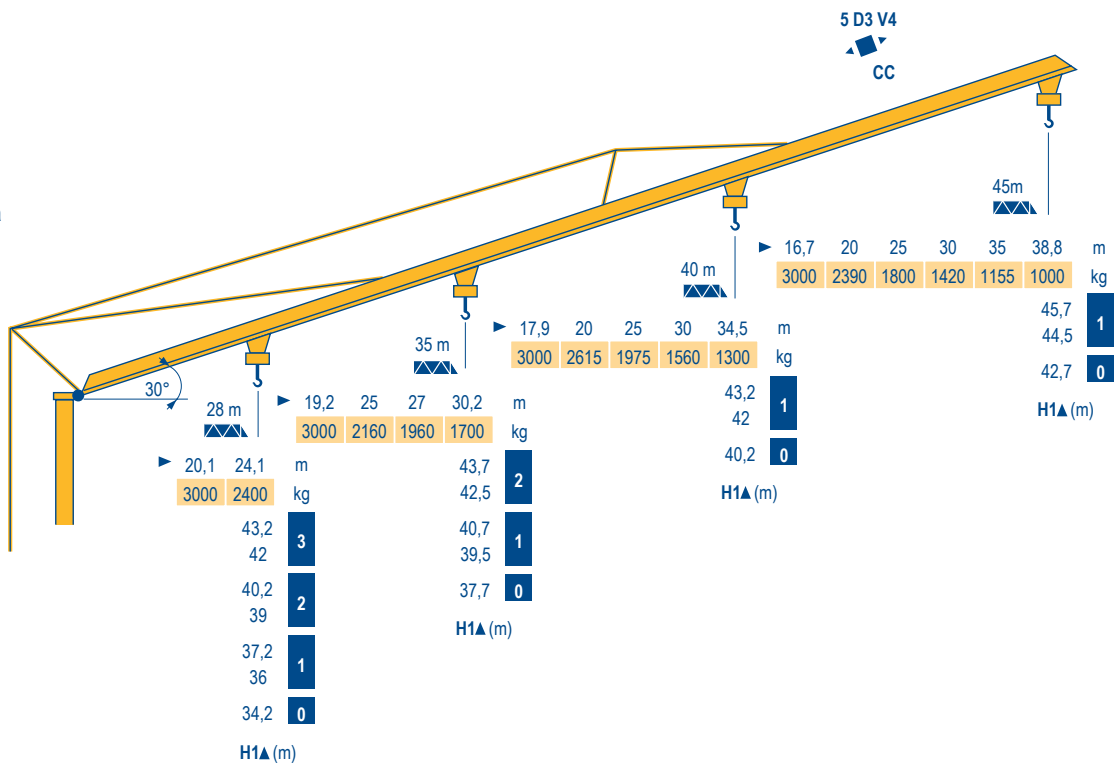 5 D3 V4
CC
30°
28 m
► 20,1 24,1 m
3000 2400 kg
43,2
42
3
40,2
39
2
37,2
36
1
34,2 0
H1▲ (m)
35 m
► 19,2 25 27 30,2 m
3000 2160 1960 1700 kg
43,7
42,5
2
40,7
39,5
1
37,7 0
H1▲ (m)
40 m
► 17,9 20 25 30 34,5 m
3000 2615 1975 1560 1300 kg
43,2
42
1
40,2 0
H1▲ (m)
45m
► 16,7 20 25 30 35 38,8 m
3000 2390 1800 1420 1155 1000 kg
45,7
44,5
1
42,7 0
H1▲ (m)